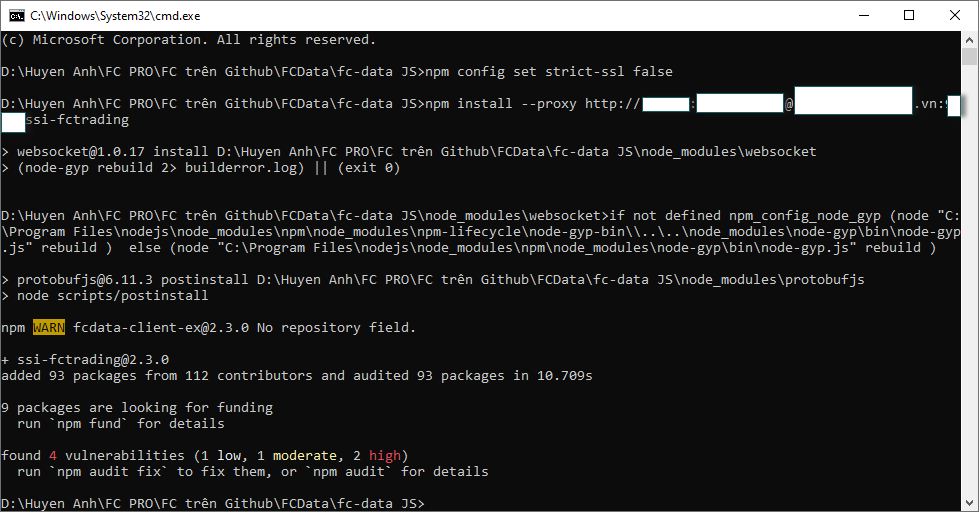 C:\Windows\System32\cmd.exe
(c) Microsoft Corporation. All rights reserved.
D:\Huyen Anh\FC PRO\FC trên Github\FCData\fc-data JS>npm config set strict-ssl false
D:\Huyen Anh\FC PRO\FC trên Github\FCData\fc-data JS>npm install --proxy http:// : @ .vn:
ssi-fctrading
> websocket@1.0.17 install D:\Huyen Anh\FC PRO\FC trên Github\FCData\fc-data JS\node_modules\websocket
> (node-gyp rebuild 2> builderror.log) || (exit 0)
D:\Huyen Anh\FC PRO\FC trên Github\FCData\fc-data JS\node_modules\websocket>if not defined npm_config_node_gyp (node "C:
\Program Files\nodejs\node_modules\npm\node_modules\npm-lifecycle\node-gyp-bin\\..\..\node_modules\node-gyp\bin\node-gyp
.js" rebuild )  else (node "C:\Program Files\nodejs\node_modules\npm\node_modules\node-gyp\bin\node-gyp.js" rebuild )
> protobufjs@6.11.3 postinstall D:\Huyen Anh\FC PRO\FC trên Github\FCData\fc-data JS\node_modules\protobufjs
> node scripts/postinstall
npm WARN fcdata-client-ex@2.3.0 No repository field.
+ ssi-fctrading@2.3.0
added 93 packages from 112 contributors and audited 93 packages in 10.709s
9 packages are looking for funding
  run `npm fund` for details
found 4 vulnerabilities (1 low, 1 moderate, 2 high)
  run `npm audit fix` to fix them, or `npm audit` for details
D:\Huyen Anh\FC PRO\FC trên Github\FCData\fc-data JS>